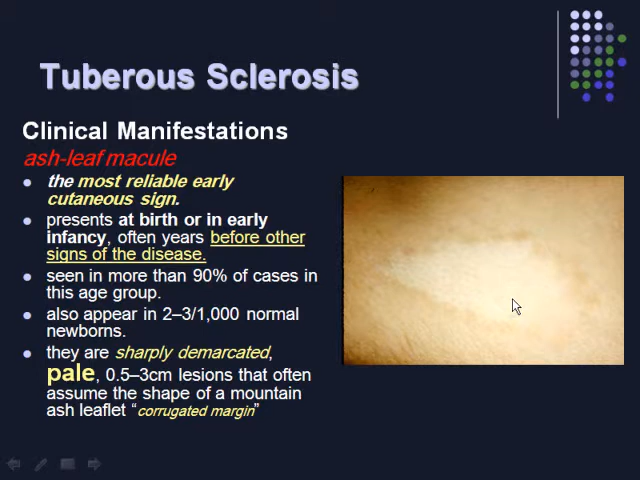 Tuberous Sclerosis
Clinical Manifestations
ash-leaf macule
the most reliable early
cutaneous sign.
presents at birth or in early
infancy, often years before other
signs of the disease.
seen in more than 90% of cases in
this age group.
also appear in 2–3/1,000 normal
newborns.
they are sharply demarcated,
pale, 0.5–3cm lesions that often
assume the shape of a mountain
ash leaflet “corrugated margin”